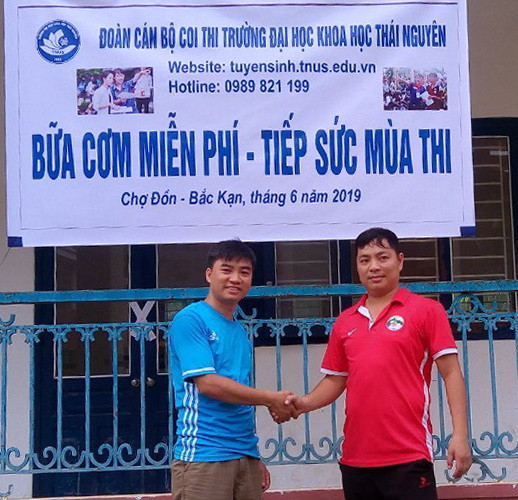 ĐOÀN CÁN BỘ COI THI TRƯỜNG ĐẠI HỌC KHOA HỌC THÁI NGUYÊN
Website: tuyensinh.tnus.edu.vn
Hotline: 0989 821 199
BỮA CƠM MIỄN PHÍ - TIẾP SỨC MÙA THI
Chợ Đồn - Bắc Kạn, tháng 6 năm 2019